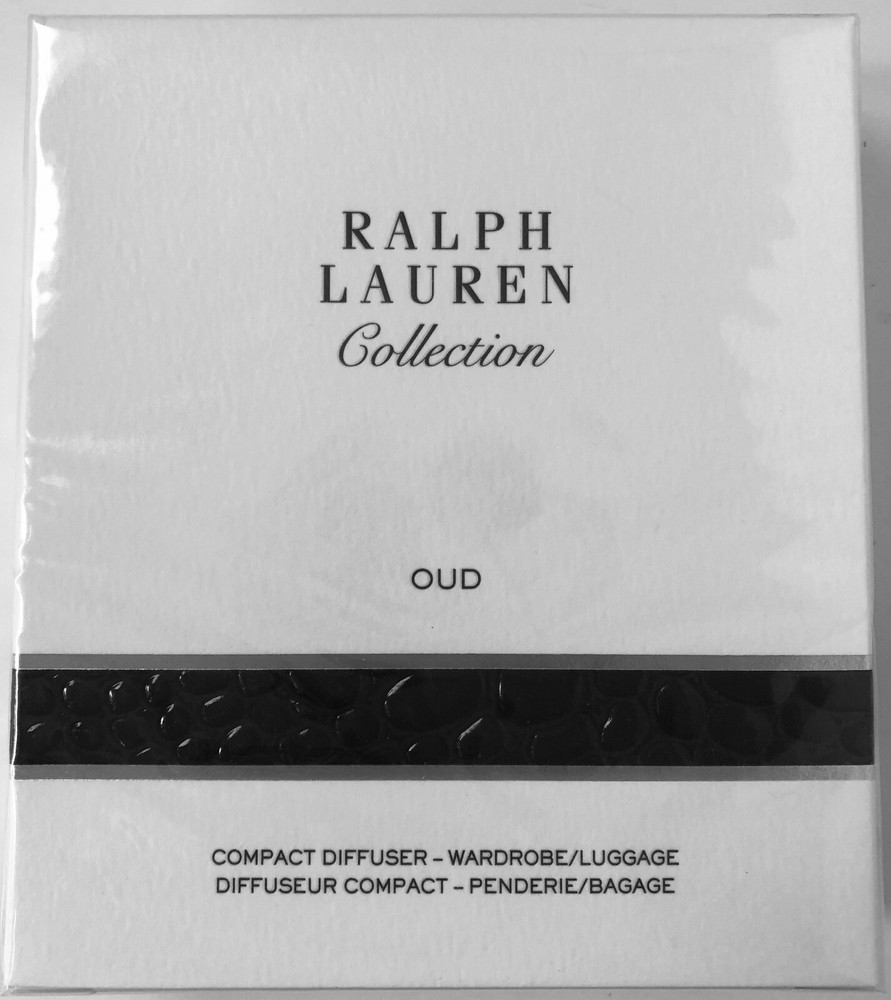 RALPH
LAUREN
Collection
OUD
COMPACT DIFFUSER – WARDROBE/LUGGAGE
DIFFUSEUR COMPACT – PENDERIE/BAGAGE